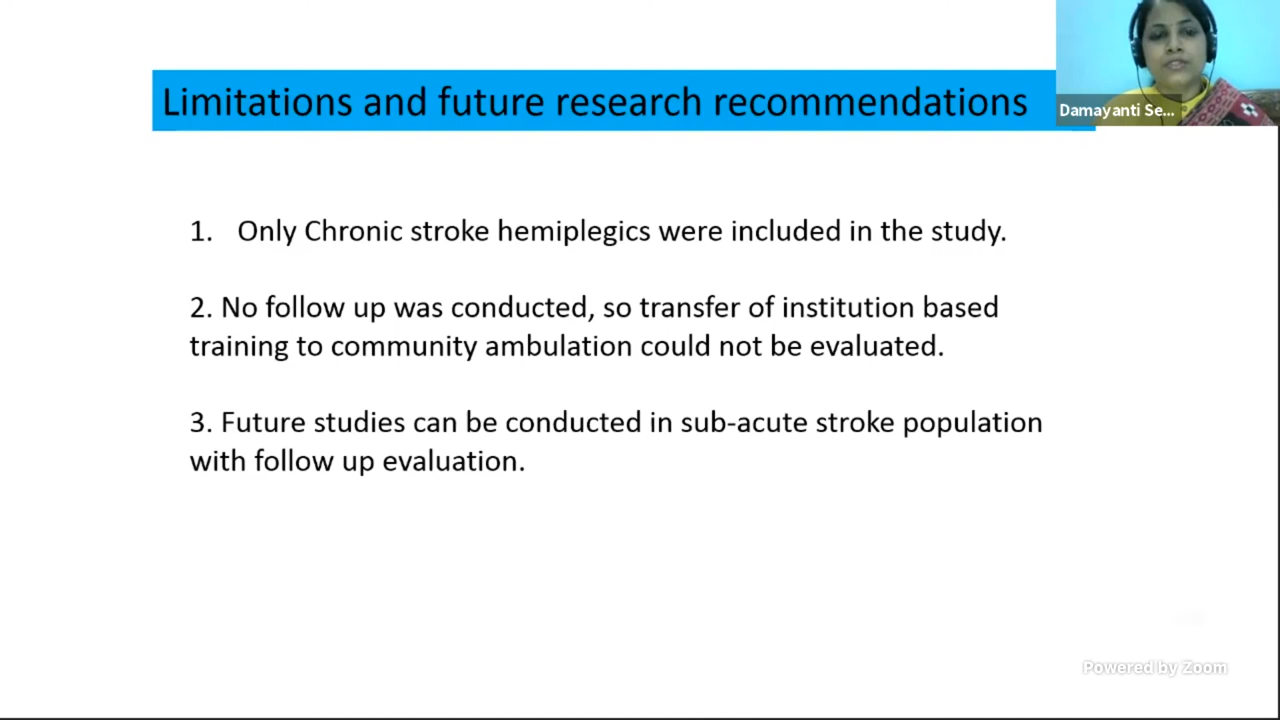 Limitations and future research recommendations
Damayanti Se...
1. Only Chronic stroke hemiplegics were included in the study.
2. No follow up was conducted, so transfer of institution based
training to community ambulation could not be evaluated.
3. Future studies can be conducted in sub-acute stroke population
with follow up evaluation.
Powered by Zoom